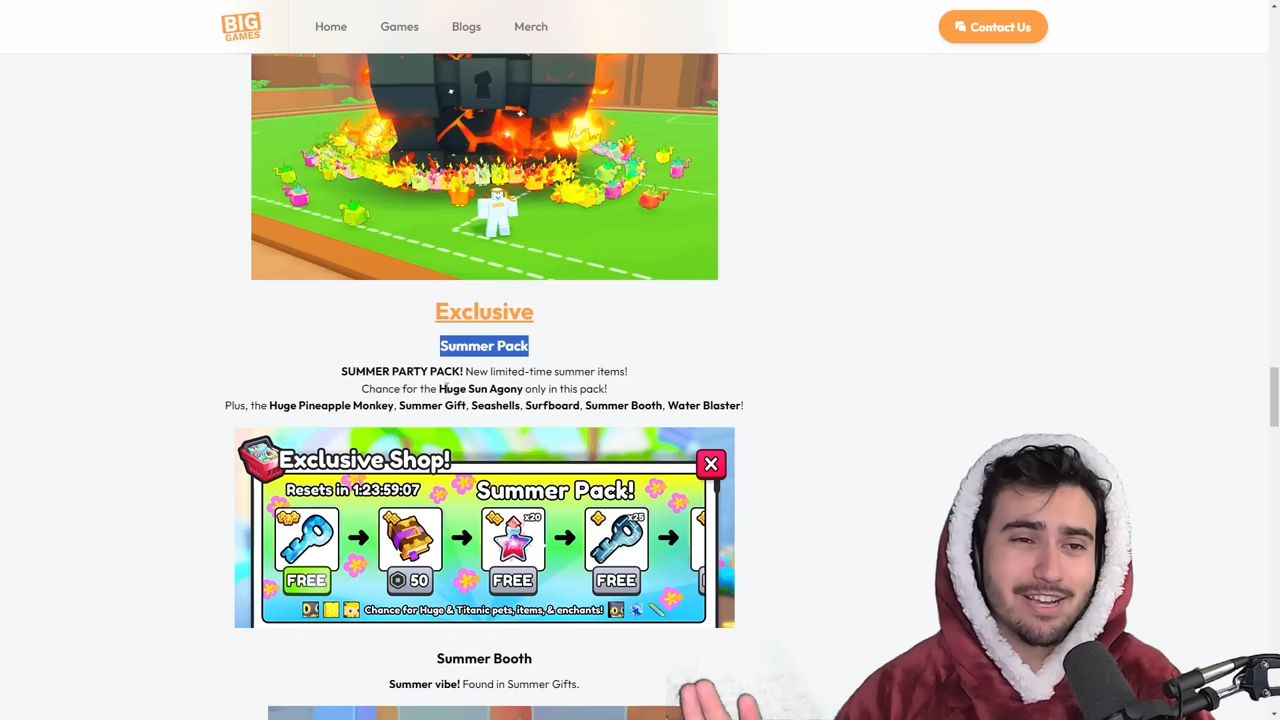 BIG
GAMES
Home
Games
Blogs
Merch
Contact Us
Exclusive
Summer Pack
SUMMER PARTY PACK! New limited-time summer items!
Chance for the Huge Sun Agony only in this pack!
Plus, the Huge Pineapple Monkey, Summer Gift, Seashells, Surfboard, Summer Booth, Water Blaster!
Exclusive Shop!
Resets in 1:23:59:07
Summer Pack!
x20
x25
FREE
50
FREE
FREE
Chance for Huge & Titanic pets, items, & enchants!
Summer Booth
Summer vibe! Found in Summer Gifts.